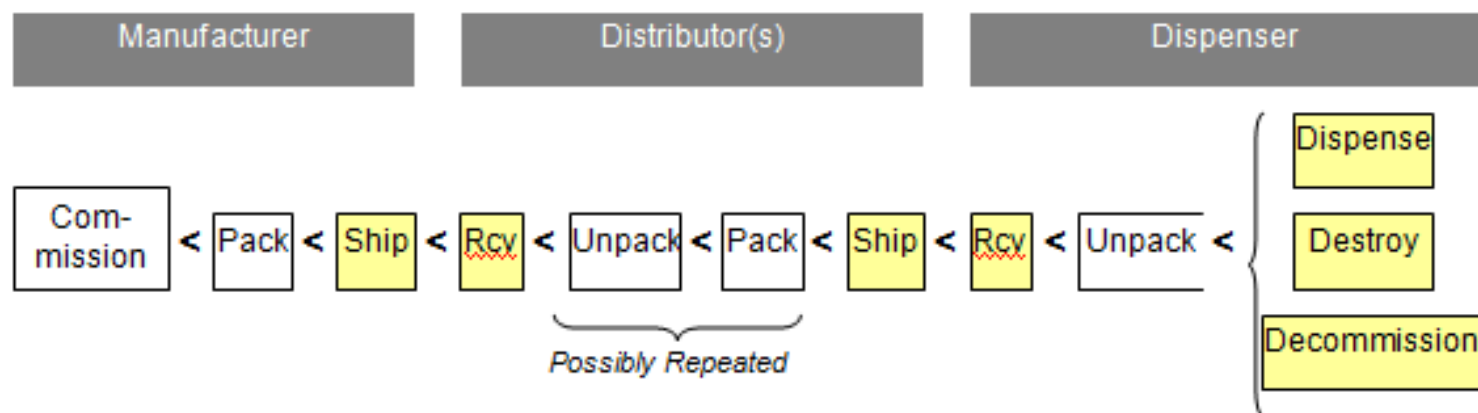 Manufacturer Distributor(s) Dispenser
Dispense
Com-
mission < Pack < Ship < Rcv < Unpack < Pack < Ship < Rcv < Unpack < Destroy
Decommission
Possibly Repeated